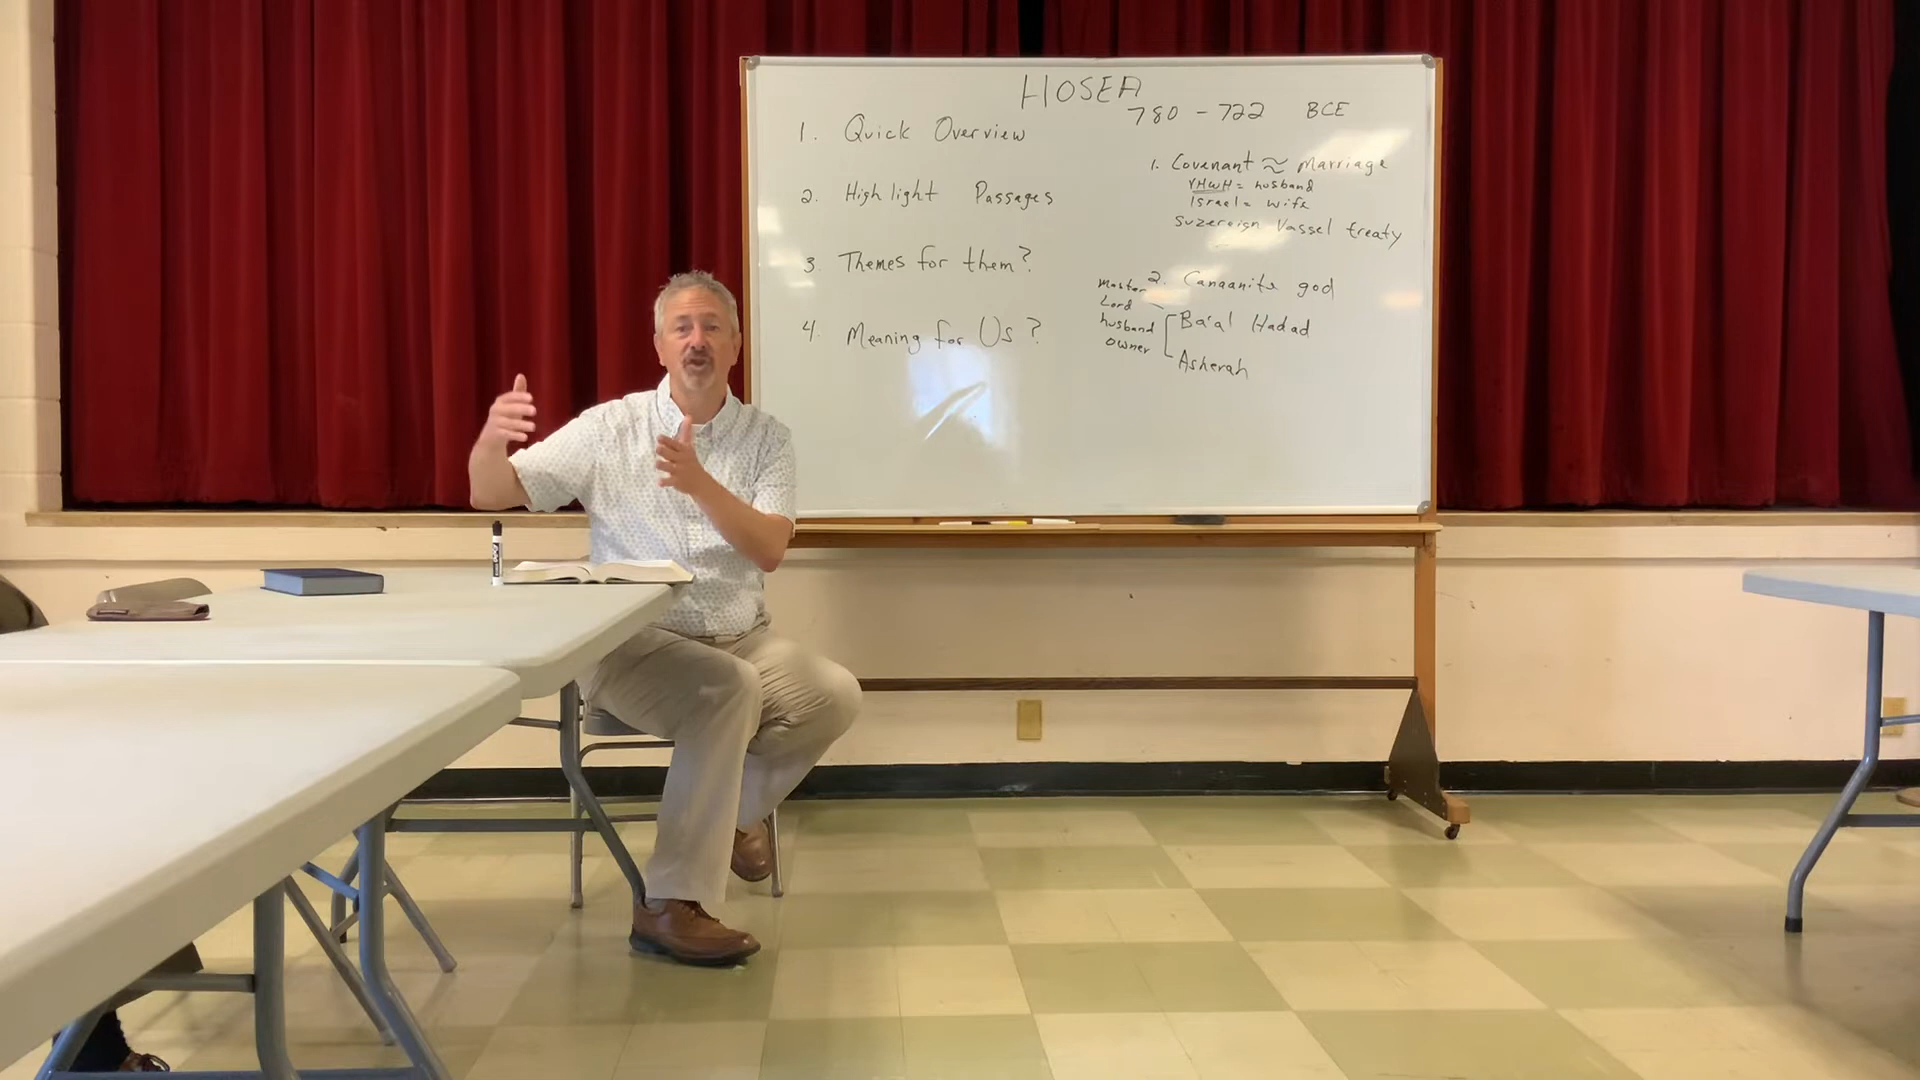 HOSEA
780 - 722 BCE
1. Quick Overview
2. Highlight Passages
3. Themes for them?
4. Meaning for Us?
1. Covenant ≈ Marriage
YHWH = husband
Israel = wife
Suzereign Vassel treaty
2. Canaanite god
Master
Lord
husband
owner
Ba'al Hadad
Asherah